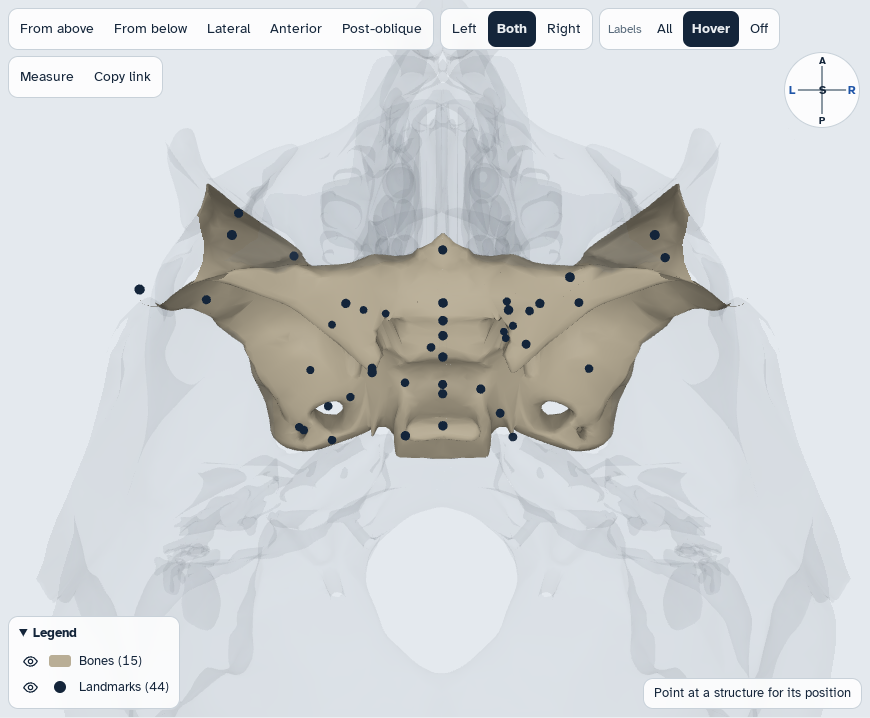 From above From below Lateral Anterior Post-oblique
Left Both Right
Labels All Hover Off
Measure Copy link
A
L S R
P
▼ Legend
Bones (15)
Landmarks (44)
Point at a structure for its position